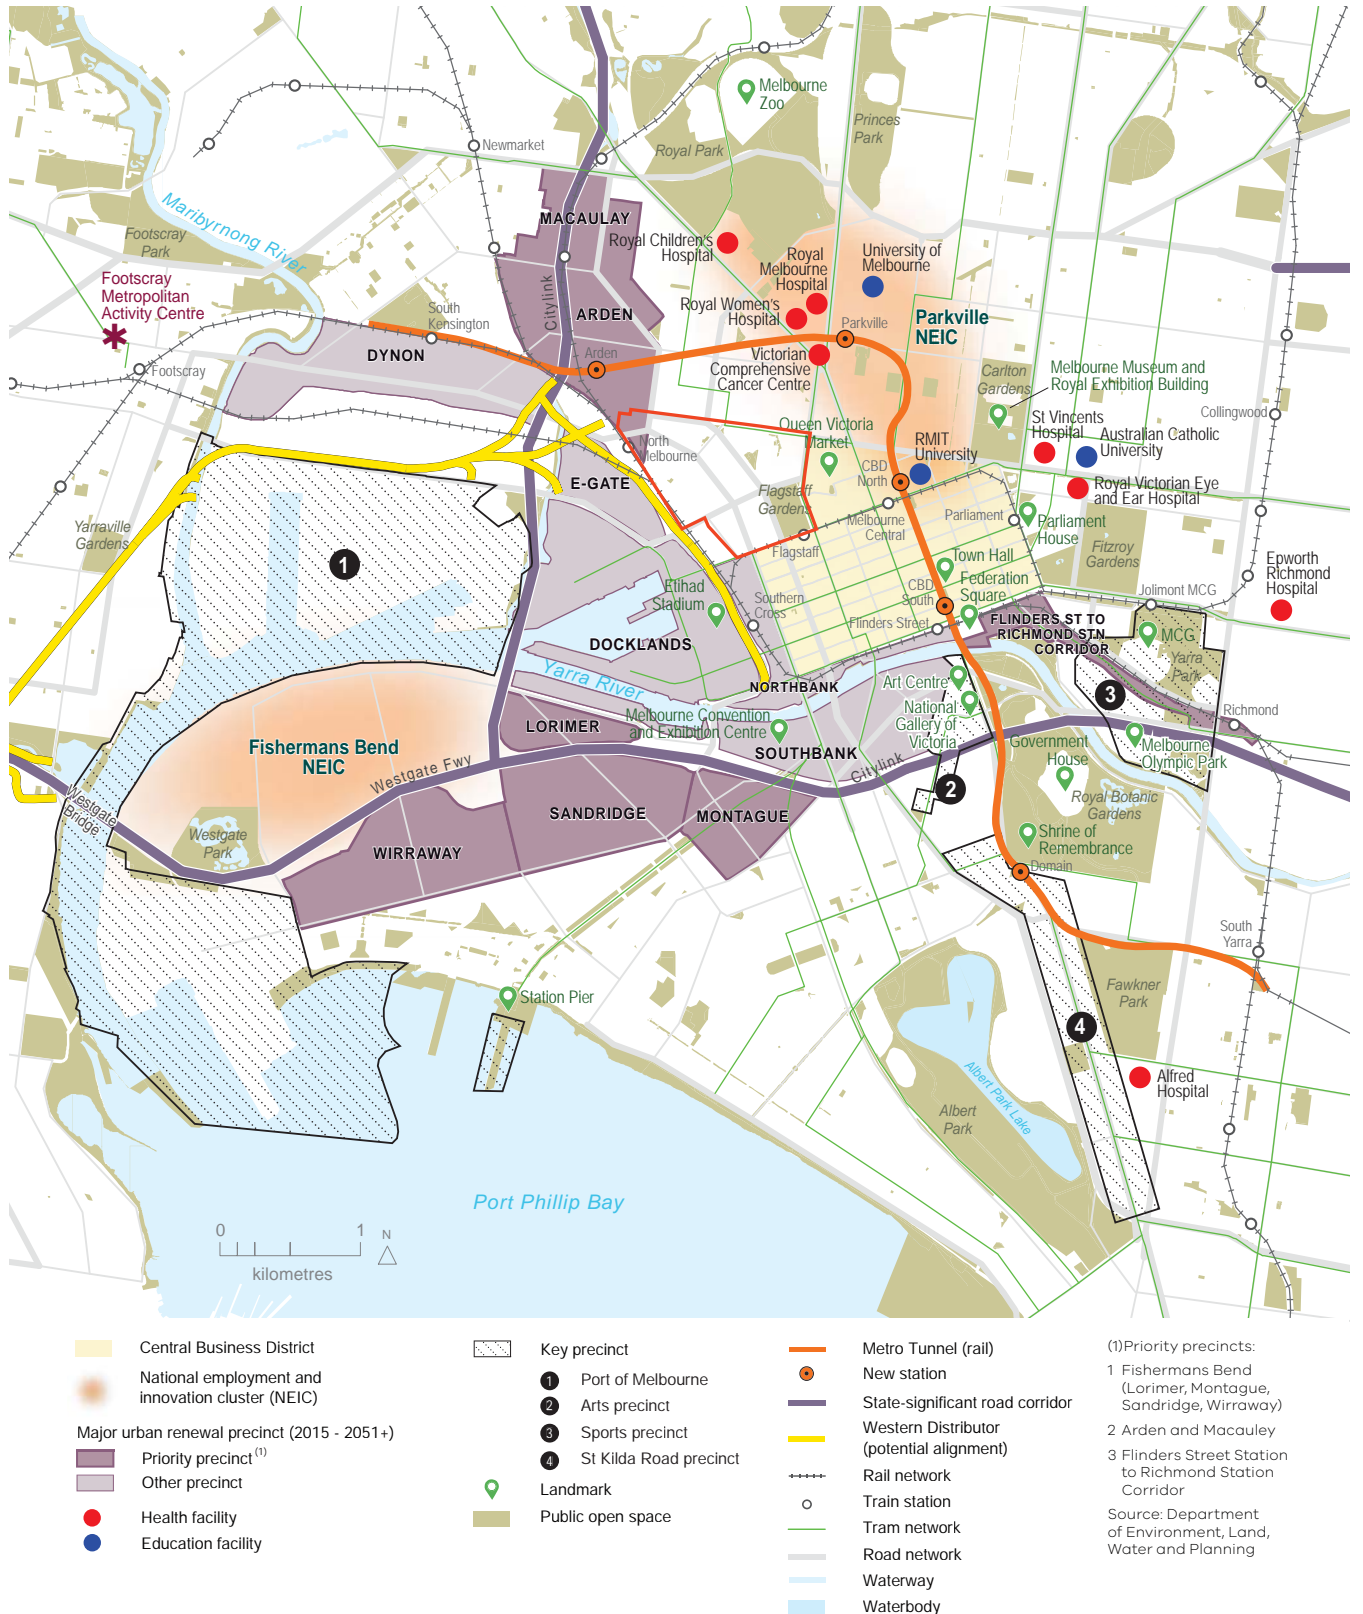 Melbourne
Zoo
Princes
Park
Royal Park
Newmarket
Maribyrnong River
Footscray
Park
MACAULAY
Royal Children's
Hospital
Royal
Melbourne
Hospital
University of
Melbourne
Footscray
Metropolitan
Activity Centre
South
Kensington
Citylink
ARDEN
Royal Women's
Hospital
Parkville
Parkville
NEIC
DYNON
Arden
Victorian
Comprehensive
Cancer Centre
Carlton
Gardens
Melbourne Museum and
Royal Exhibition Building
Footscray
Collingwood
St Vincents
Hospital
Australian Catholic
University
Queen Victoria
Market
RMIT
University
North
Melbourne
CBD
North
E-GATE
Flagstaff
Gardens
Royal Victorian Eye
and Ear Hospital
Yarraville
Gardens
Melbourne
Central
Parliament
Parliament
House
Flagstaff
Fitzroy
Gardens
1
Town Hall
Epworth
Richmond
Hospital
Etihad
Stadium
Southern
Cross
CBD
South
Federation
Square
Jolimont MCG
Flinders Street
FLINDERS ST TO
RICHMOND STN
CORRIDOR
MCG
DOCKLANDS
Yarra
Park
Yarra River
NORTHBANK
Art Centre
3
National
Gallery of
Victoria
Richmond
LORIMER
Melbourne Convention
and Exhibition Centre
Fishermans Bend
NEIC
SOUTHBANK
Government
House
Melbourne
Olympic Park
Westgate Fwy
Citylink
2
Westgate
Bridge
Royal Botanic
Gardens
SANDRIDGE
MONTAGUE
Westgate
Park
WIRRAWAY
Shrine of
Remembrance
Domain
South
Yarra
Fawkner
Park
Station Pier
4
Albert Park Lake
Alfred
Hospital
Albert
Park
Port Phillip Bay
0 1
N
kilometres
Central Business District
National employment and
innovation cluster (NEIC)
Major urban renewal precinct (2015 - 2051+)
Priority precinct (1)
Other precinct
Health facility
Education facility
Key precinct
1 Port of Melbourne
2 Arts precinct
3 Sports precinct
4 St Kilda Road precinct
Landmark
Public open space
Metro Tunnel (rail)
New station
State-significant road corridor
Western Distributor
(potential alignment)
Rail network
Train station
Tram network
Road network
Waterway
Waterbody
(1)Priority precincts:
1 Fishermans Bend
(Lorimer, Montague,
Sandridge, Wirraway)
2 Arden and Macauley
3 Flinders Street Station
to Richmond Station
Corridor
Source: Department
of Environment, Land,
Water and Planning